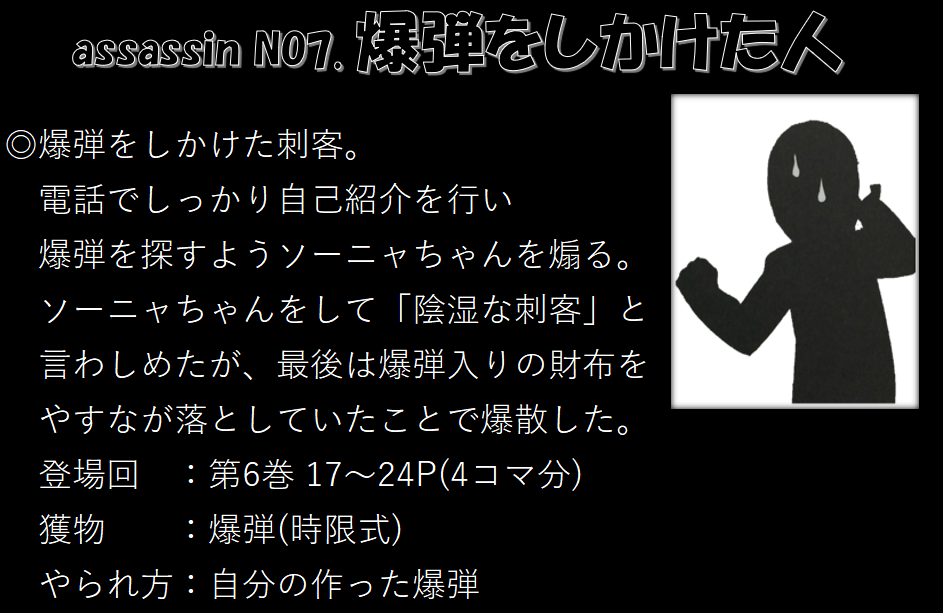 assassin NO7. 爆弾をしかけた人
◎爆弾をしかけた刺客。
電話でしっかり自己紹介を行い
爆弾を探すようソーニャちゃんを煽る。
ソーニャちゃんをして「陰湿な刺客」と
言わしめたが、最後は爆弾入りの財布を
やすなが落としていたことで爆散した。
登場回　：第6巻 17～24P(4コマ分)
獲物　　：爆弾(時限式)
やられ方：自分の作った爆弾